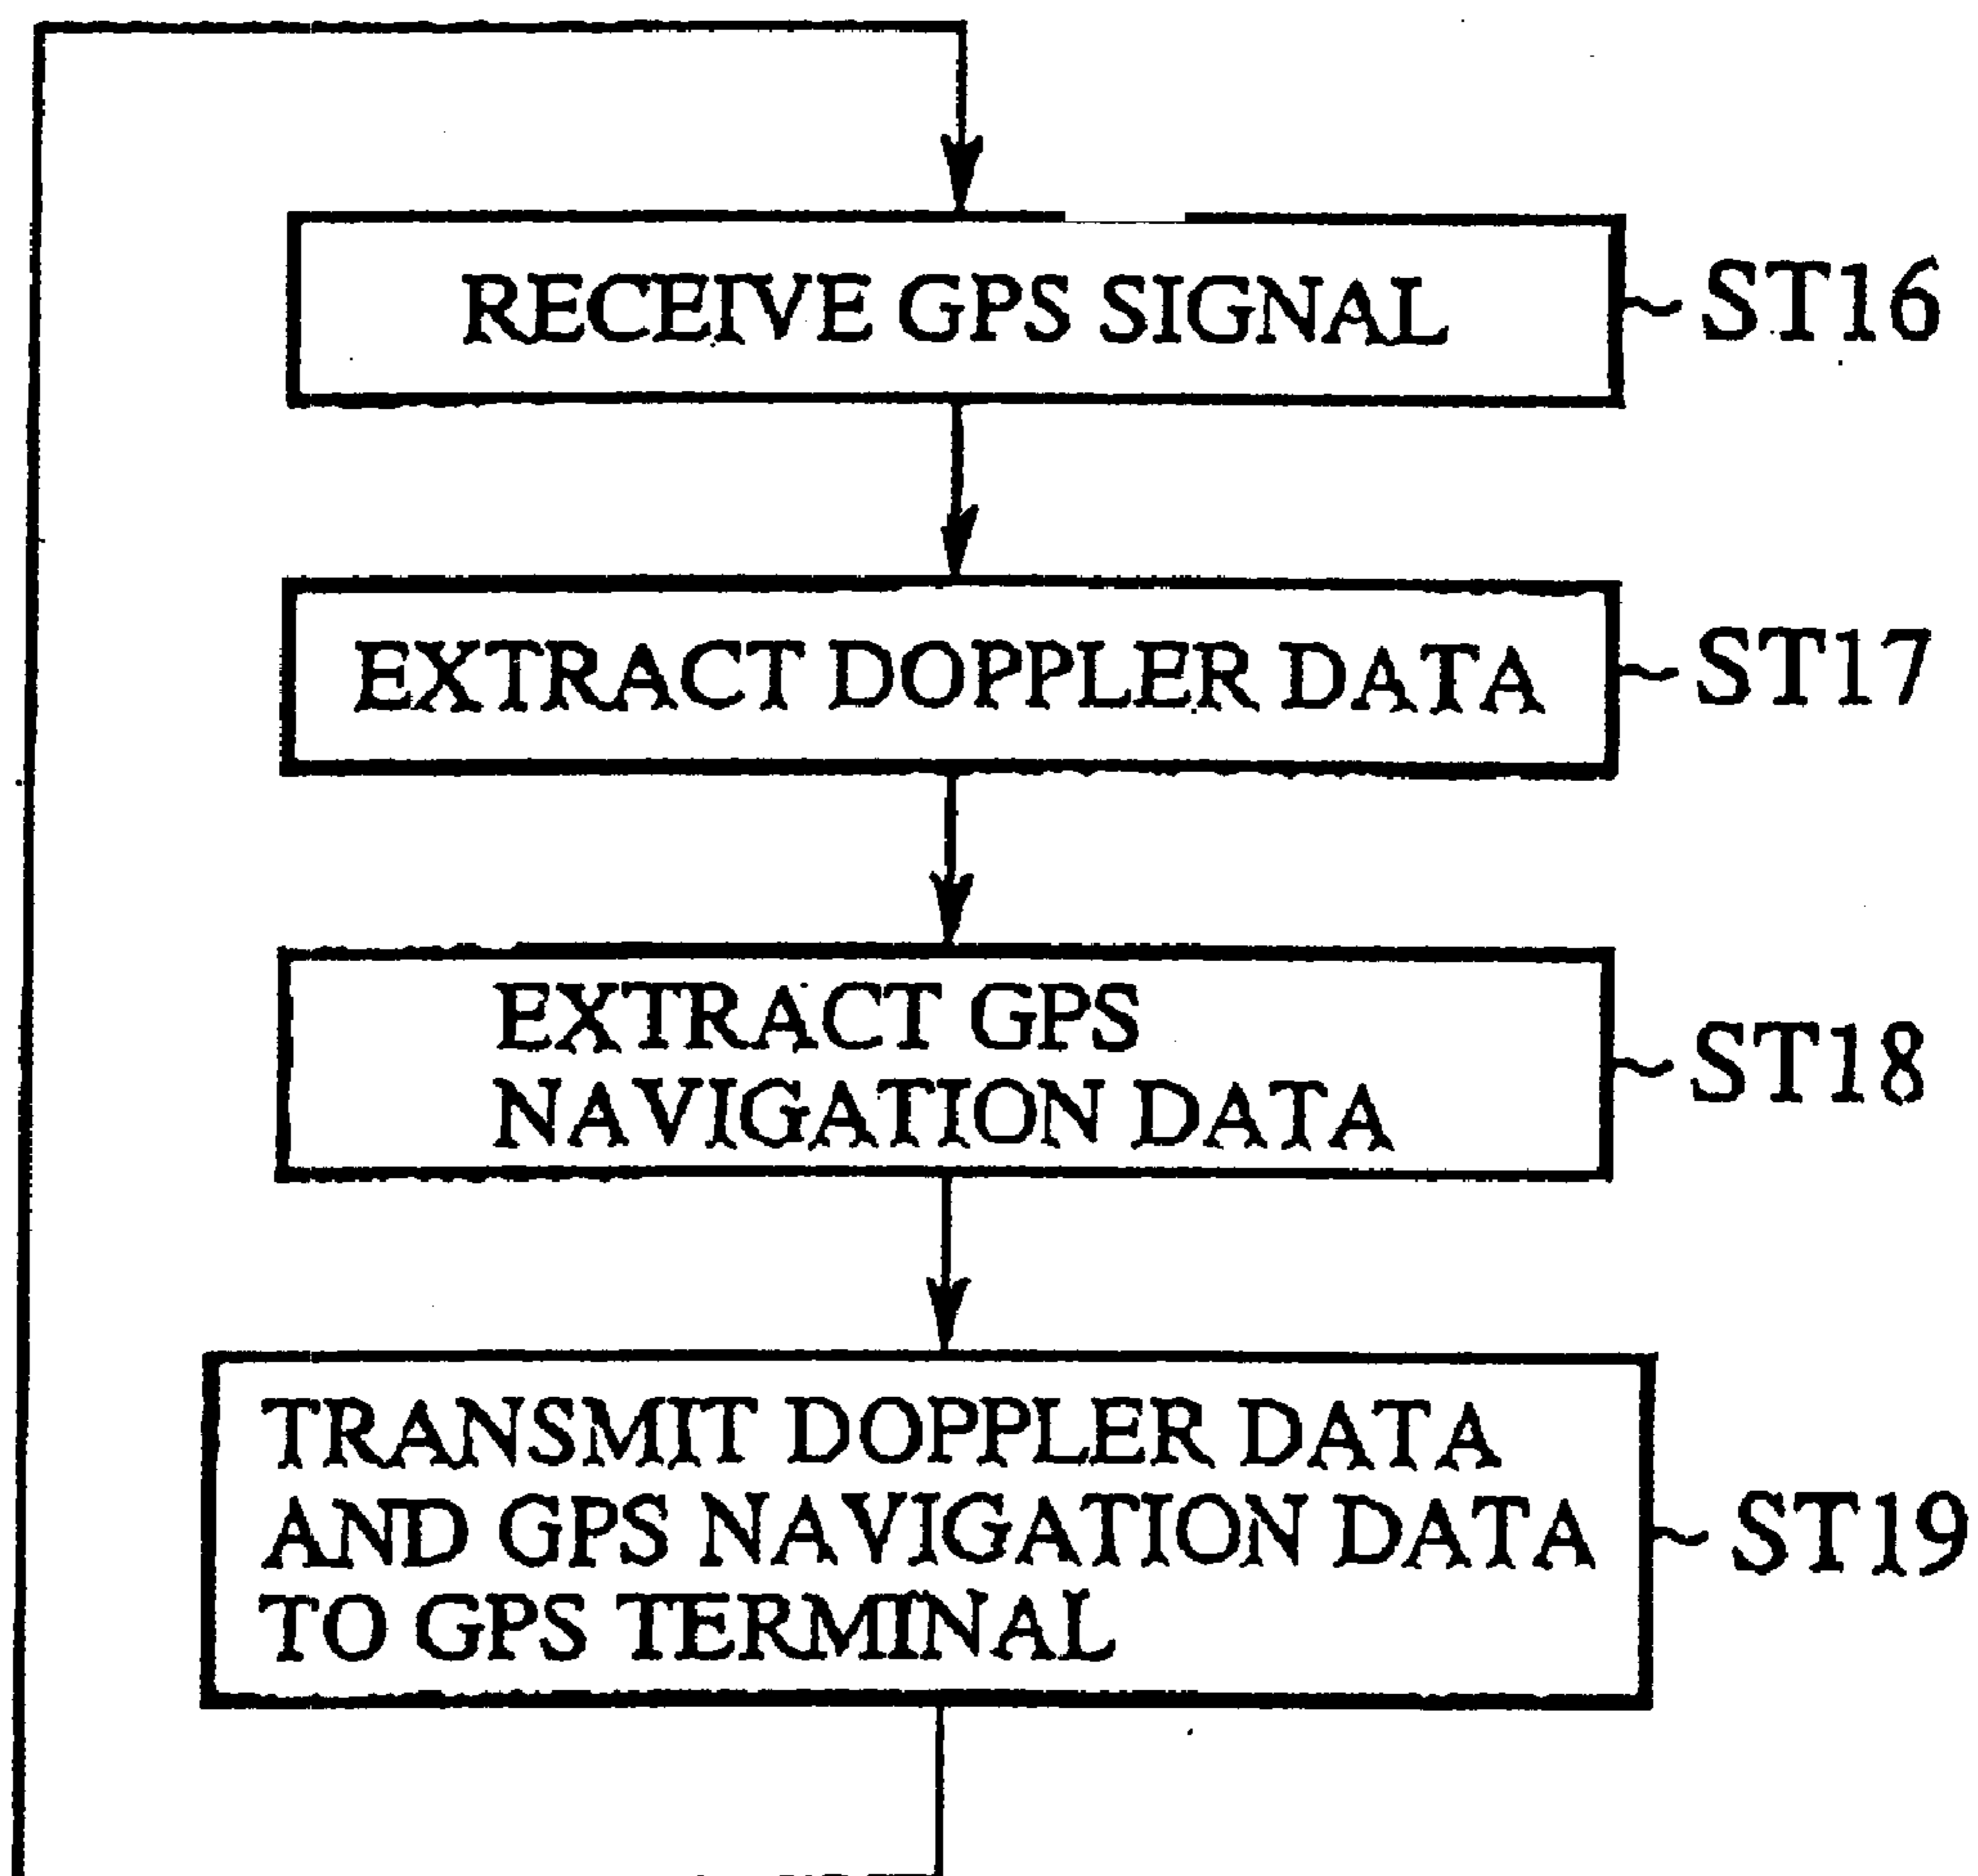 RECEIVE GPS SIGNAL
ST16
EXTRACT DOPPLER DATA
ST17
EXTRACT GPS
NAVIGATION DATA
ST18
TRANSMIT DOPPLER DATA
AND GPS NAVIGATION DATA
TO GPS TERMINAL
ST19